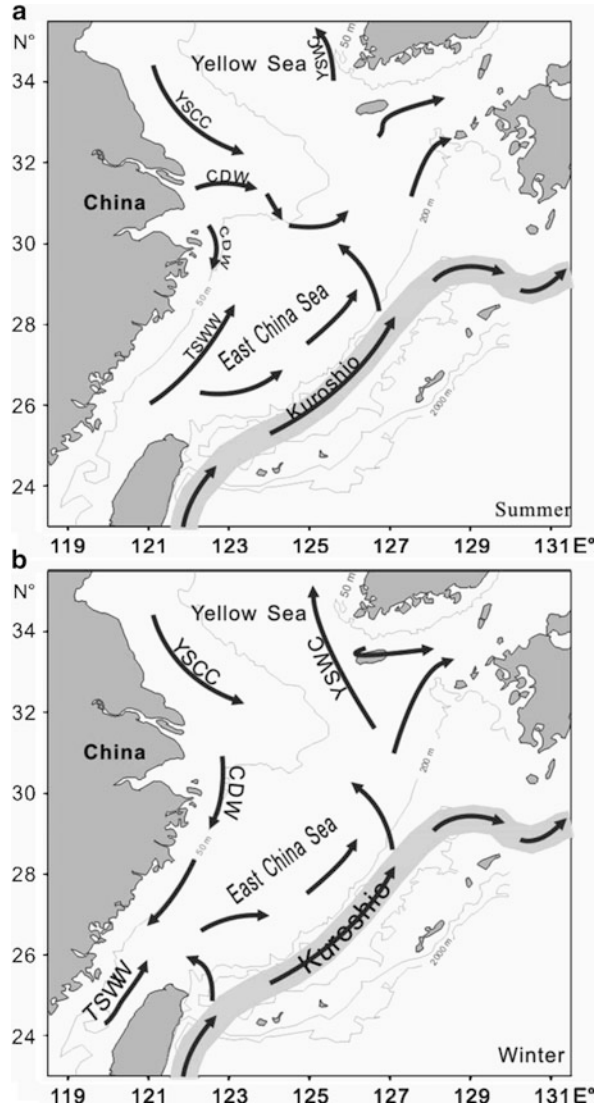 a
N°
34
32
30
28
26
24
Yellow Sea
YSWC
50 m
YSCC
CDW
China
CDW
200 m
50 m
TSWW
East China Sea
Kuroshio
2000 m
Summer
119 121 123 125 127 129 131E°
b
N°
34
32
30
28
26
24
Yellow Sea
50 m
YSCC
YSWC
China
CDW
200 m
50 m
East China Sea
Kuroshio
TSWW
2000 m
Winter
119 121 123 125 127 129 131E°